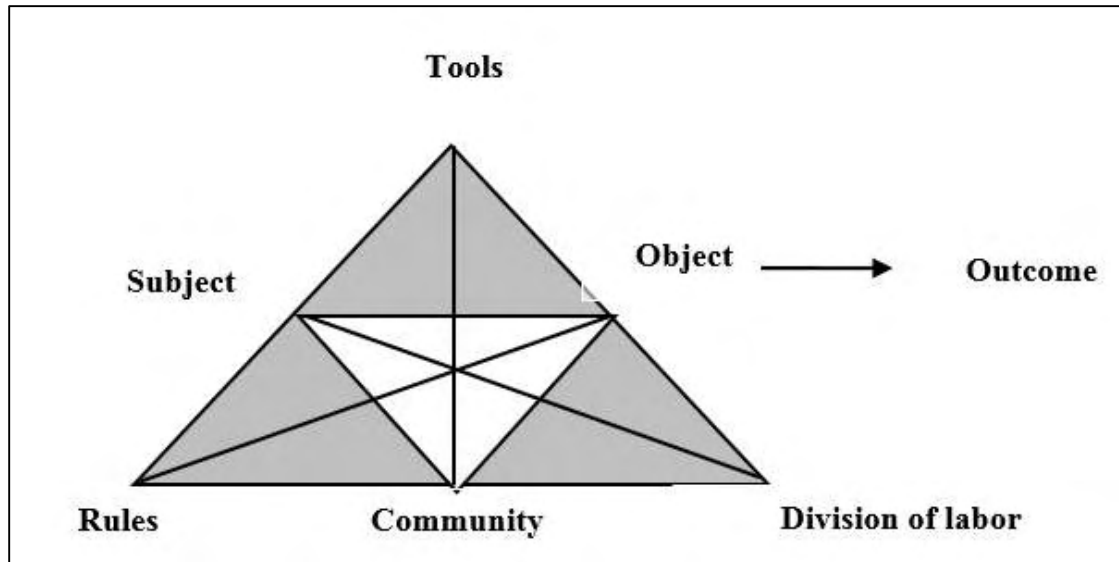 Tools
Subject
Object
Outcome
Rules
Community
Division of labor